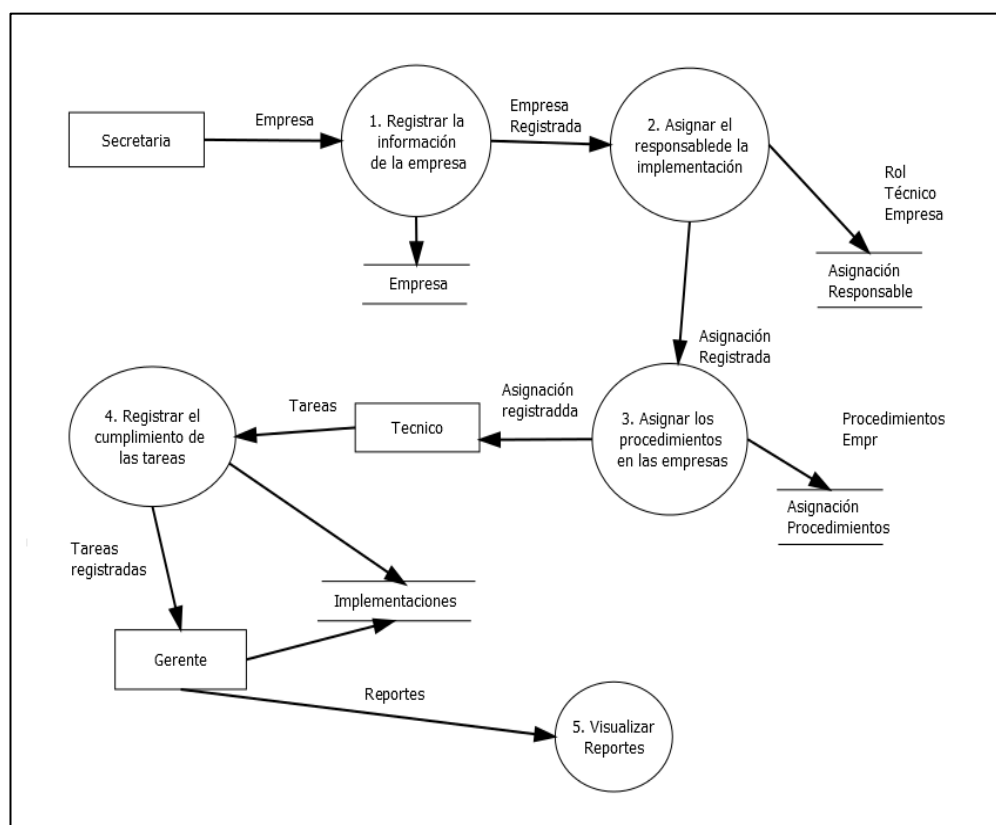 Secretaria
Empresa
1. Registrar la
información
de la empresa
Empresa
Registrada
2. Asignar el
responsablede la
implementación
Rol
Técnico
Empresa
Empresa
Asignación
Responsable
Asignación
Registrada
4. Registrar el
cumplimiento de
las tareas
Tareas
Tecnico
Asignación
registradda
3. Asignar los
procedimientos
en las empresas
Procedimientos
Empr
Asignación
Procedimientos
Tareas
registradas
Implementaciones
Gerente
Reportes
5. Visualizar
Reportes